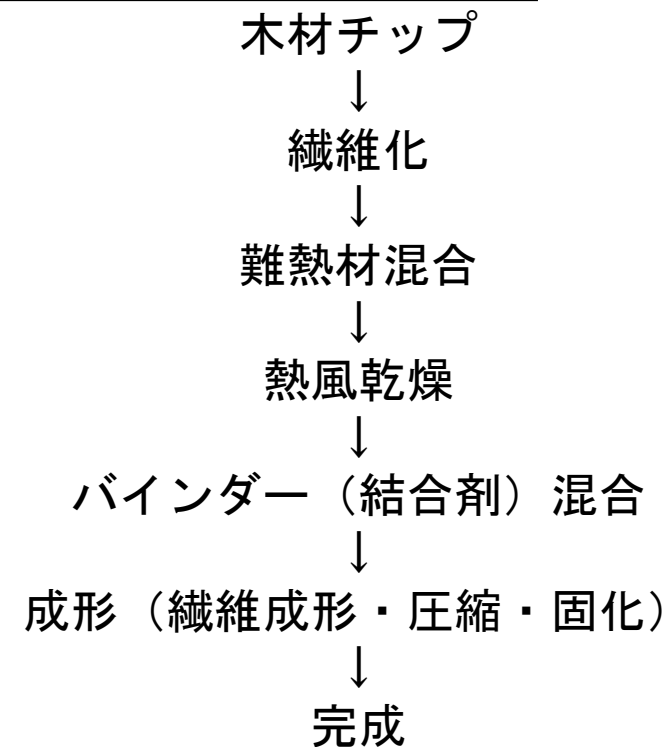 木材チップ
↓
繊維化
↓
難熱材混合
↓
熱風乾燥
↓
バインダー（結合剤）混合
↓
成形（繊維成形・圧縮・固化）
↓
完成